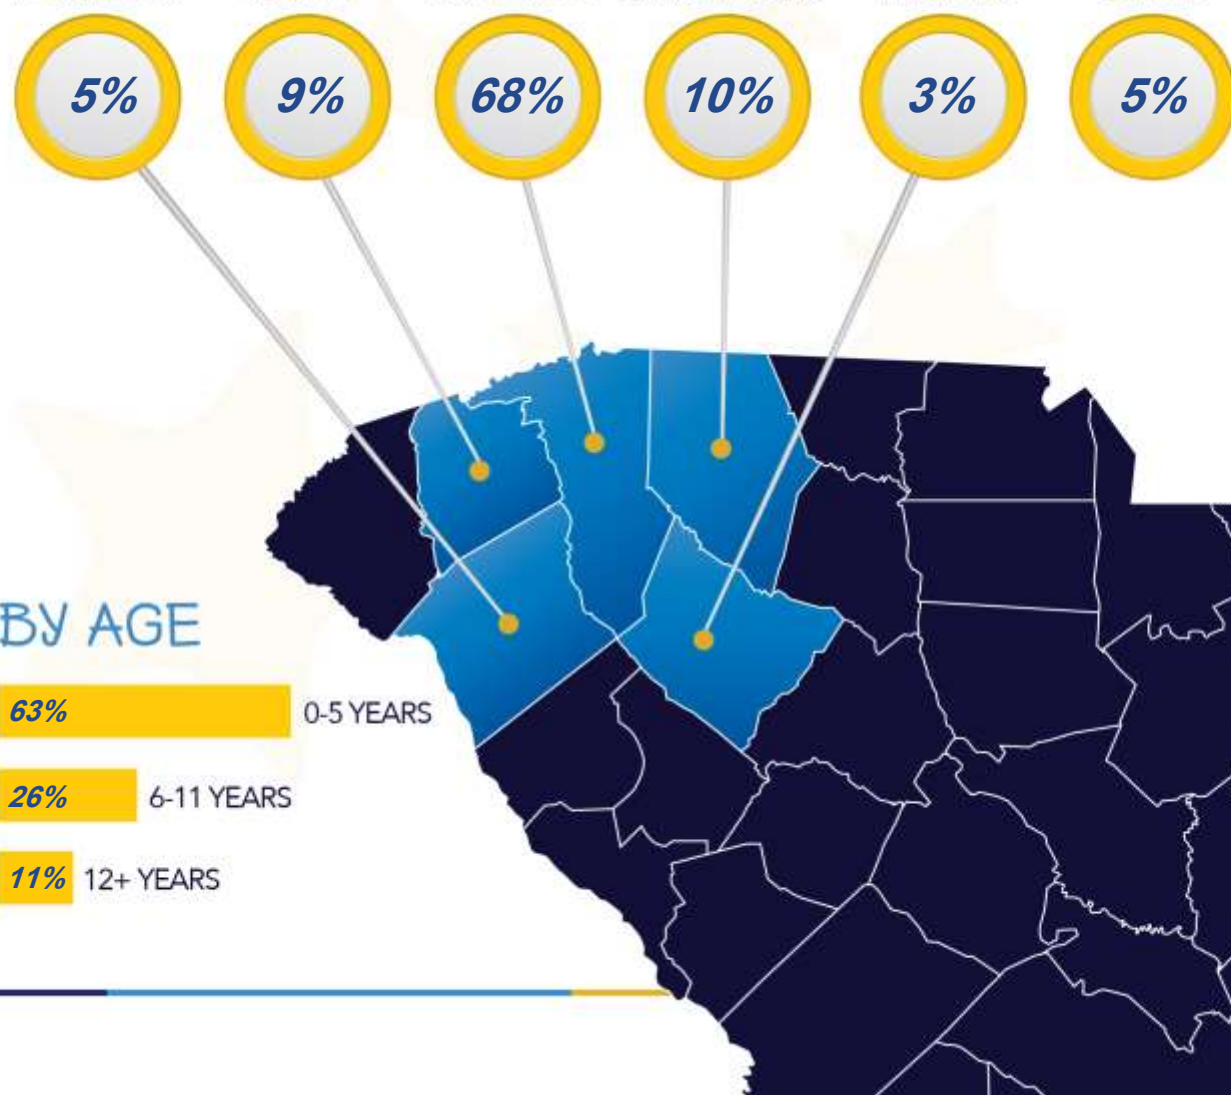 5% 9% 68% 10% 3% 5%
BY AGE
63% 0-5 YEARS
26% 6-11 YEARS
11% 12+ YEARS